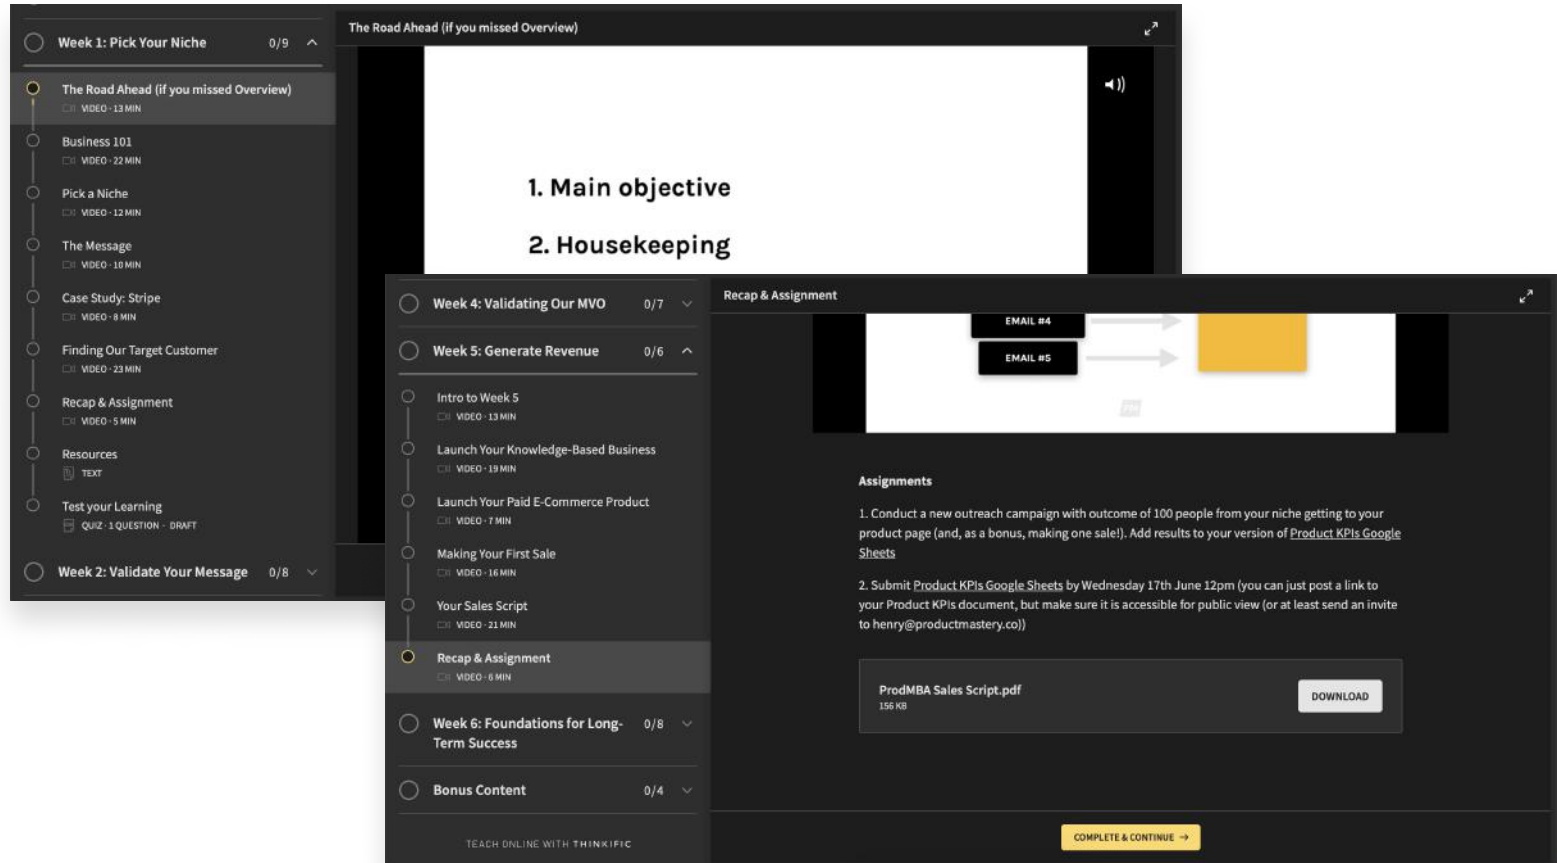 Week 1: Pick Your Niche 0/9
The Road Ahead (if you missed Overview)
VIDEO · 13 MIN
Business 101
VIDEO · 22 MIN
Pick a Niche
VIDEO · 12 MIN
The Message
VIDEO · 10 MIN
Case Study: Stripe
VIDEO · 8 MIN
Finding Our Target Customer
VIDEO · 23 MIN
Recap & Assignment
VIDEO · 5 MIN
Resources
TEXT
Test your Learning
QUIZ · 1 QUESTION · DRAFT
Week 2: Validate Your Message 0/8
The Road Ahead (if you missed Overview)
1. Main objective
2. Housekeeping
Week 4: Validating Our MVO 0/7
Week 5: Generate Revenue 0/6
Intro to Week 5
VIDEO · 13 MIN
Launch Your Knowledge-Based Business
VIDEO · 19 MIN
Launch Your Paid E-Commerce Product
VIDEO · 7 MIN
Making Your First Sale
VIDEO · 16 MIN
Your Sales Script
VIDEO · 21 MIN
Recap & Assignment
VIDEO · 6 MIN
Week 6: Foundations for Long-
Term Success 0/8
Bonus Content 0/4
TEACH ONLINE WITH THINKIFIC
Recap & Assignment
EMAIL #4
EMAIL #5
Assignments
1. Conduct a new outreach campaign with outcome of 100 people from your niche getting to your
product page (and, as a bonus, making one sale!). Add results to your version of Product KPIs Google
Sheets
2. Submit Product KPIs Google Sheets by Wednesday 17th June 12pm (you can just post a link to
your Product KPIs document, but make sure it is accessible for public view (or at least send an invite
to henry@productmastery.co))
ProdMBA Sales Script.pdf
156 KB
DOWNLOAD
COMPLETE & CONTINUE →